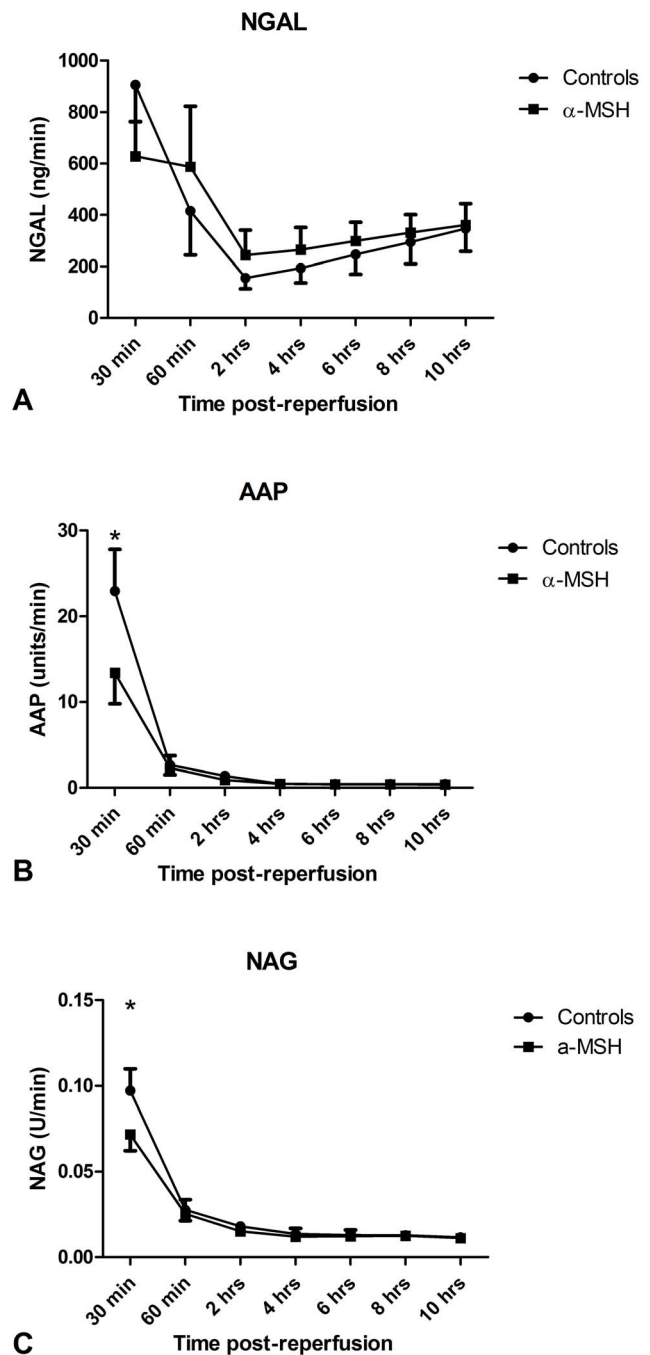 NGAL
1000
800
600
400
200
0
NGAL (ng/min)
Controls
α-MSH
30 min
60 min
2 hrs
4 hrs
6 hrs
8 hrs
10 hrs
Time post-reperfusion
A
AAP
30
20
10
0
AAP (units/min)
*
Controls
α-MSH
30 min
60 min
2 hrs
4 hrs
6 hrs
8 hrs
10 hrs
Time post-reperfusion
B
NAG
0.15
0.10
0.05
0.00
NAG (U/min)
*
Controls
a-MSH
30 min
60 min
2 hrs
4 hrs
6 hrs
8 hrs
10 hrs
Time post-reperfusion
C